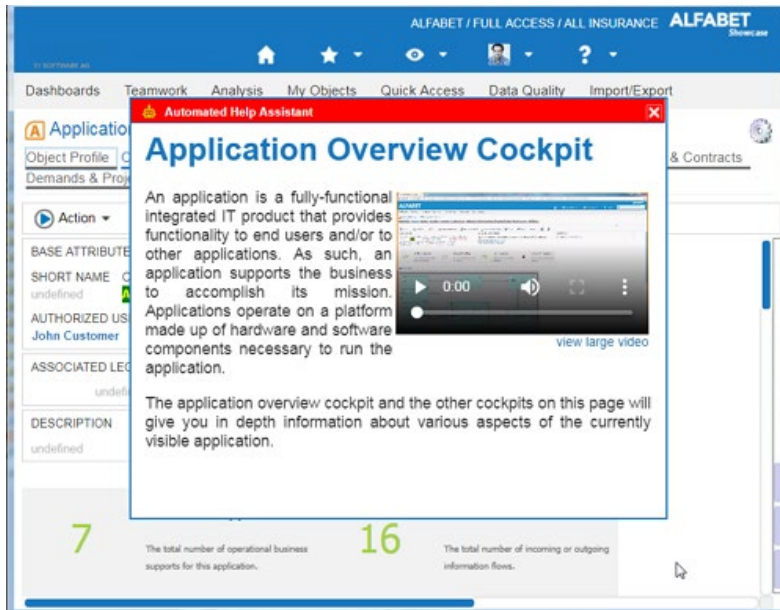 ALFABET / FULL ACCESS / ALL INSURANCE ALFABET
Showcase
SOFTWARE AG
Dashboards Teamwork Analysis My Objects Quick Access Data Quality Import/Export
Automated Help Assistant
A Applicatio
Object Profile & Contracts
Demands & Proj
Application Overview Cockpit
An application is a fully-functional
integrated IT product that provides
functionality to end users and/or to
other applications. As such, an
application supports the business
to accomplish its mission.
Applications operate on a platform
made up of hardware and software
components necessary to run the
application.
ALFABET
0:00
view large video
The application overview cockpit and the other cockpits on this page will
give you in depth information about various aspects of the currently
visible application.
Action
BASE ATTRIBUTE
SHORT NAME
undefined
AUTHORIZED US
John Customer
ASSOCIATED LEG
undefi
DESCRIPTION
undefined
7
The total number of operational business
supports for this application.
16
The total number of incoming or outgoing
information flows.